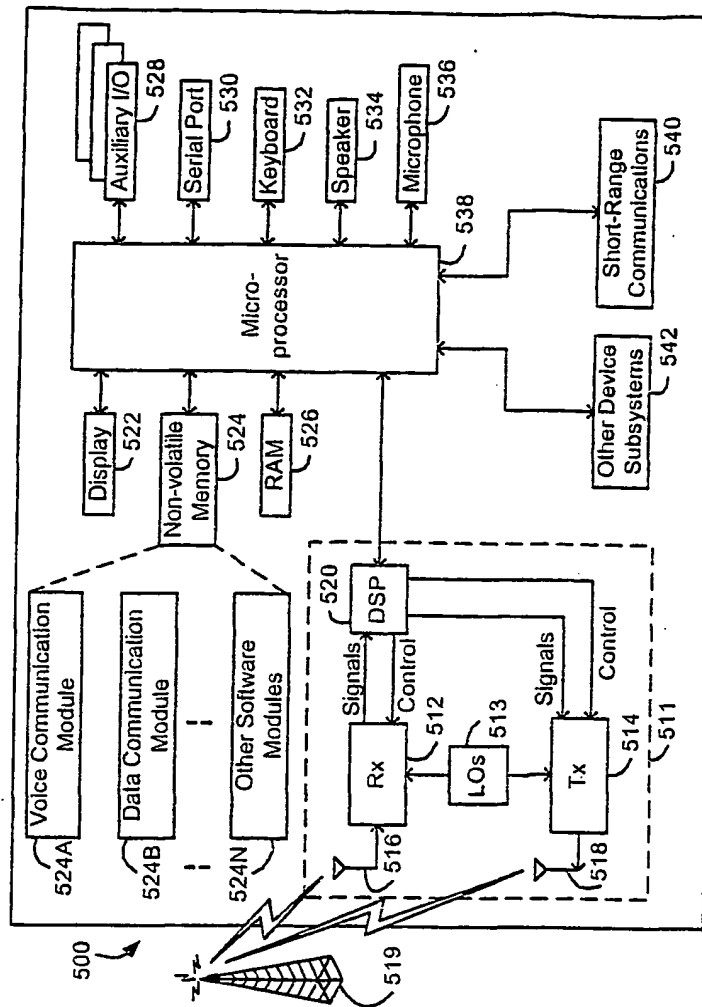 500
519
Voice Communication
Module
524A
Data Communication
Module
524B
Other Software
Modules
524N
Display
522
Non-volatile
Memory
524
RAM
526
Micro-
processor
538
Auxiliary I/O
528
Serial Port
530
Keyboard
532
Speaker
534
Microphone
536
Short-Range
Communications
540
Other Device
Subsystems
542
DSP
520
Signals
Control
Rx
512
LOs
513
Signals
Control
Tx
514
511
516
518